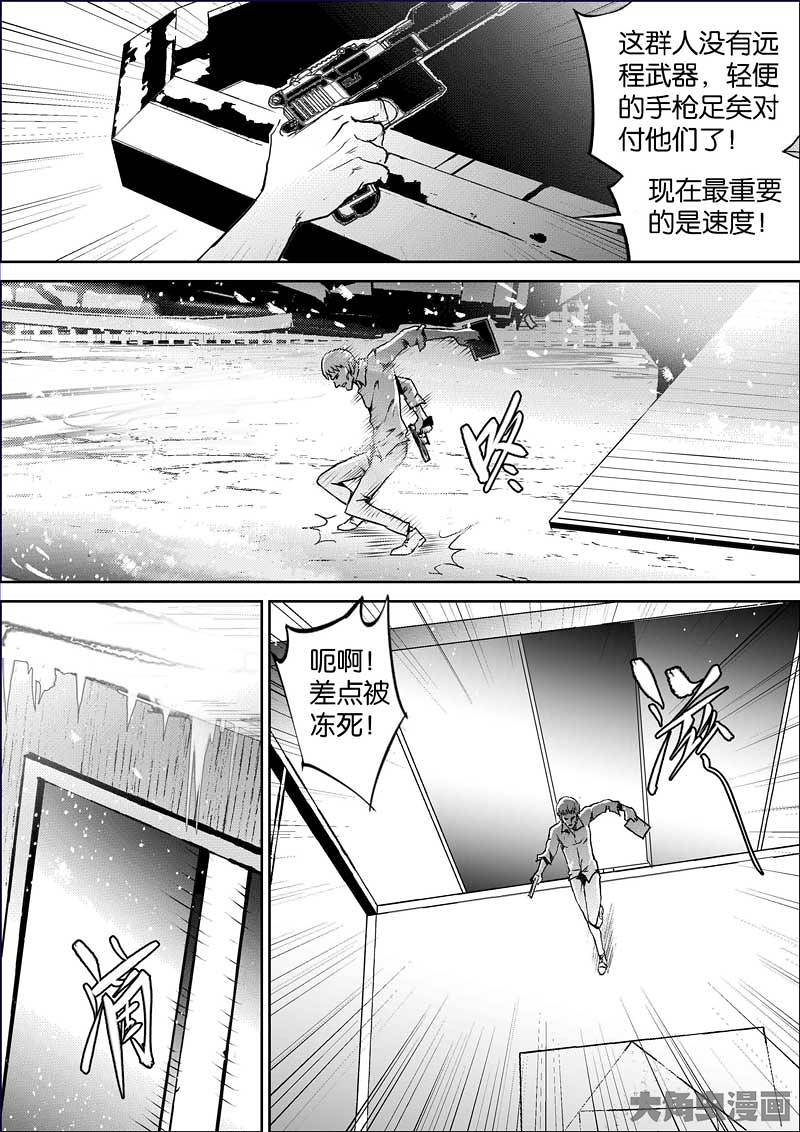 这群人没有远
程武器，轻便
的手枪足矣对
付他们了！
现在最重要
的是速度！
咚
呃啊！
差点被
冻死！
滴
大角虫漫画